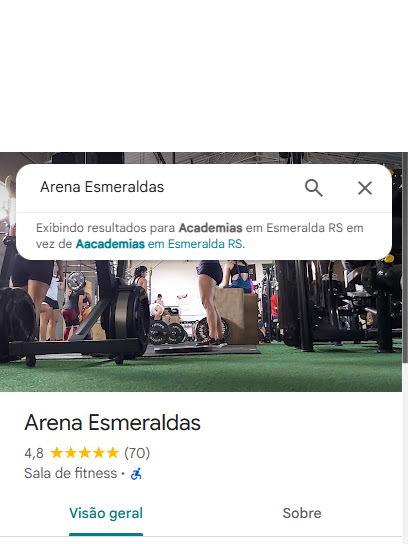 Arena Esmeraldas
Exibindo resultados para Academias em Esmeralda RS em
vez de Aacademias em Esmeralda RS.
Arena Esmeraldas
4,8 ★★★★★ (70)
Sala de fitness ·
Visão geral
Sobre